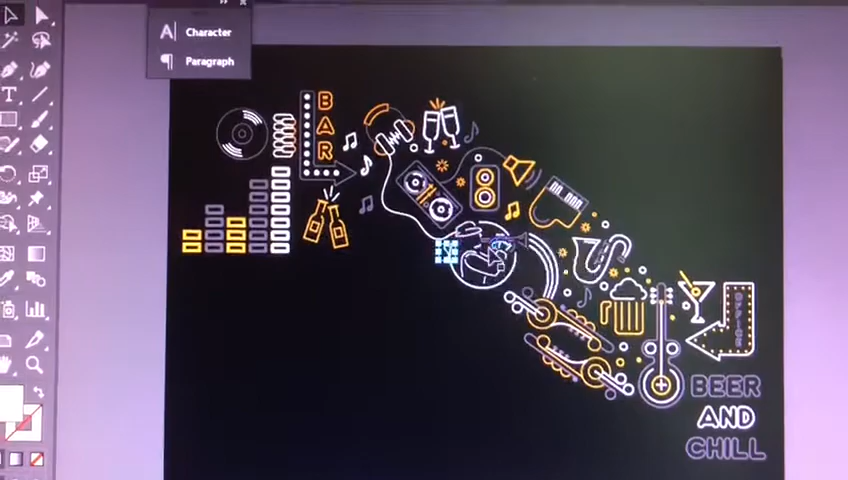 Character
Paragraph
BAR
OFFICE
BEER
AND
CHILL